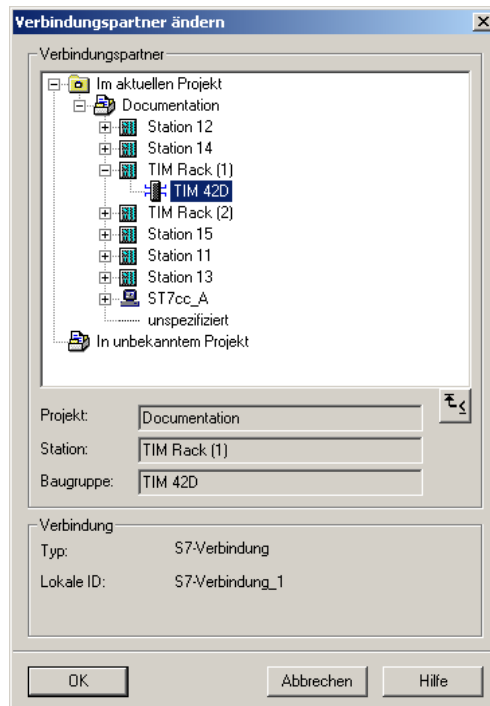 Verbindungspartner ändern
Verbindungspartner
Im aktuellen Projekt
Documentation
Station 12
Station 14
TIM Rack (1)
TIM 42D
TIM Rack (2)
Station 15
Station 11
Station 13
ST7cc_A
unspezifiziert
In unbekanntem Projekt
Projekt: Documentation
Station: TIM Rack (1)
Baugruppe: TIM 42D
Verbindung
Typ: S7-Verbindung
Lokale ID: S7-Verbindung_1
OK Abbrechen Hilfe